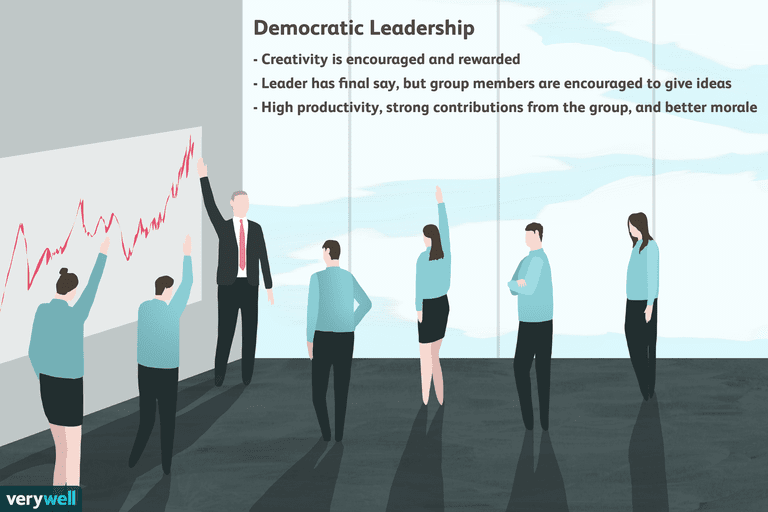 Democratic Leadership
- Creativity is encouraged and rewarded
- Leader has final say, but group members are encouraged to give ideas
- High productivity, strong contributions from the group, and better morale
verywell